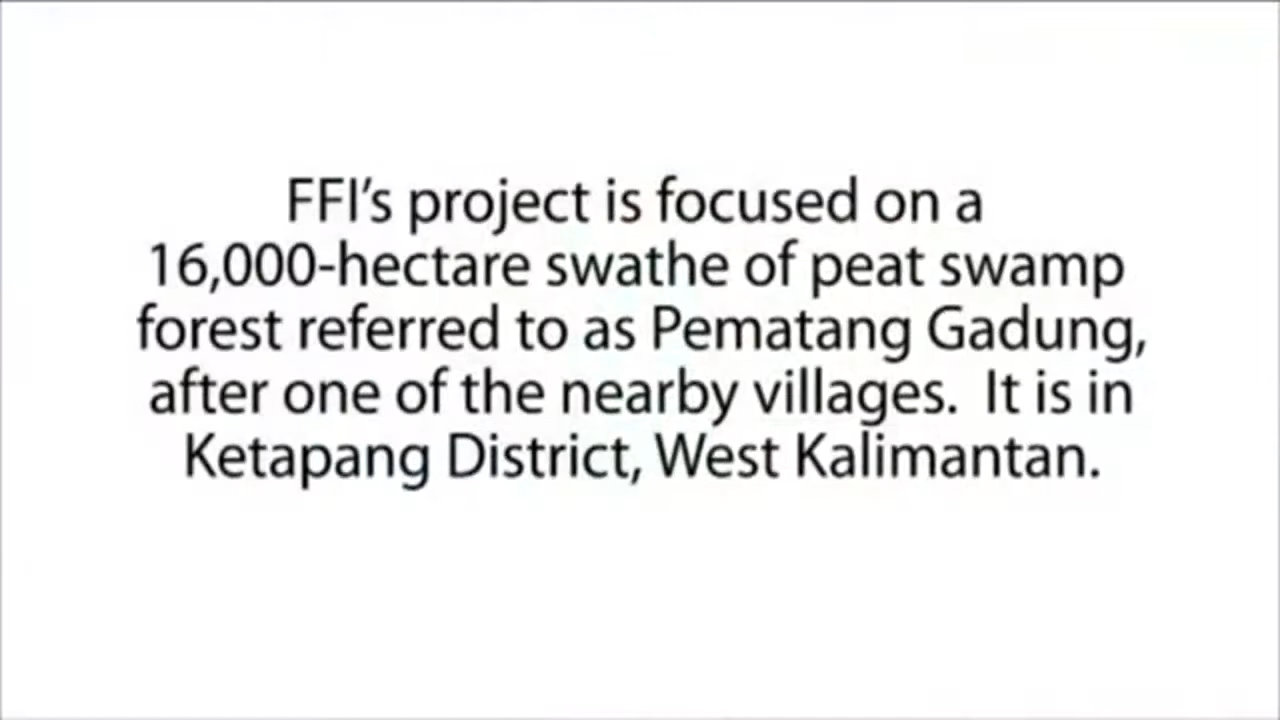 FFI’s project is focused on a
16,000-hectare swathe of peat swamp
forest referred to as Pematang Gadung,
after one of the nearby villages.  It is in
Ketapang District, West Kalimantan.